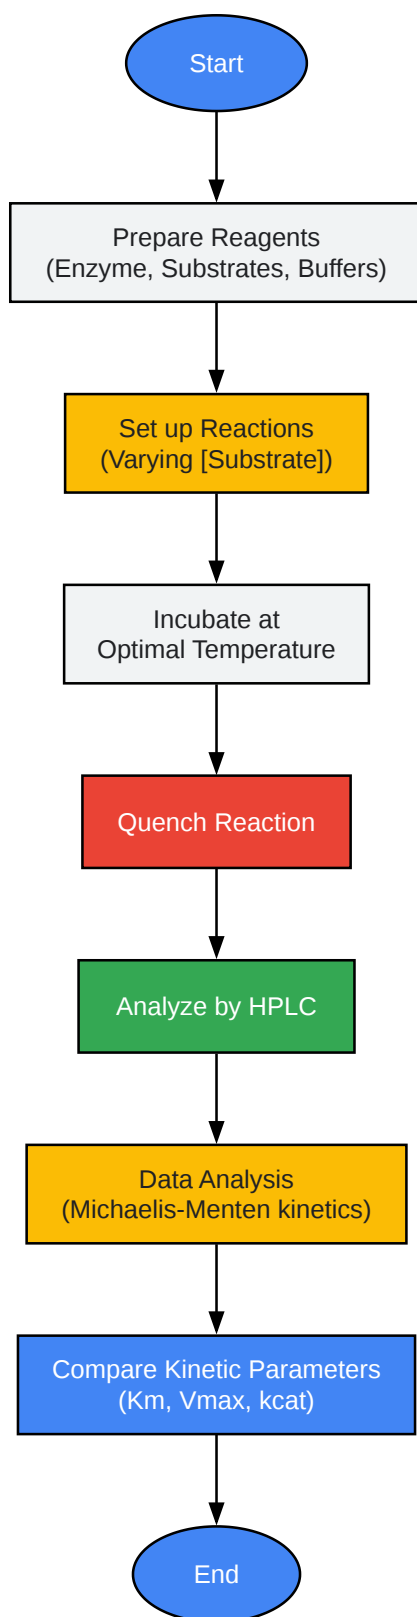 Start
Prepare Reagents
(Enzyme, Substrates, Buffers)
Set up Reactions
(Varying [Substrate])
Incubate at
Optimal Temperature
Quench Reaction
Analyze by HPLC
Data Analysis
(Michaelis-Menten kinetics)
Compare Kinetic Parameters
(Km, Vmax, kcat)
End